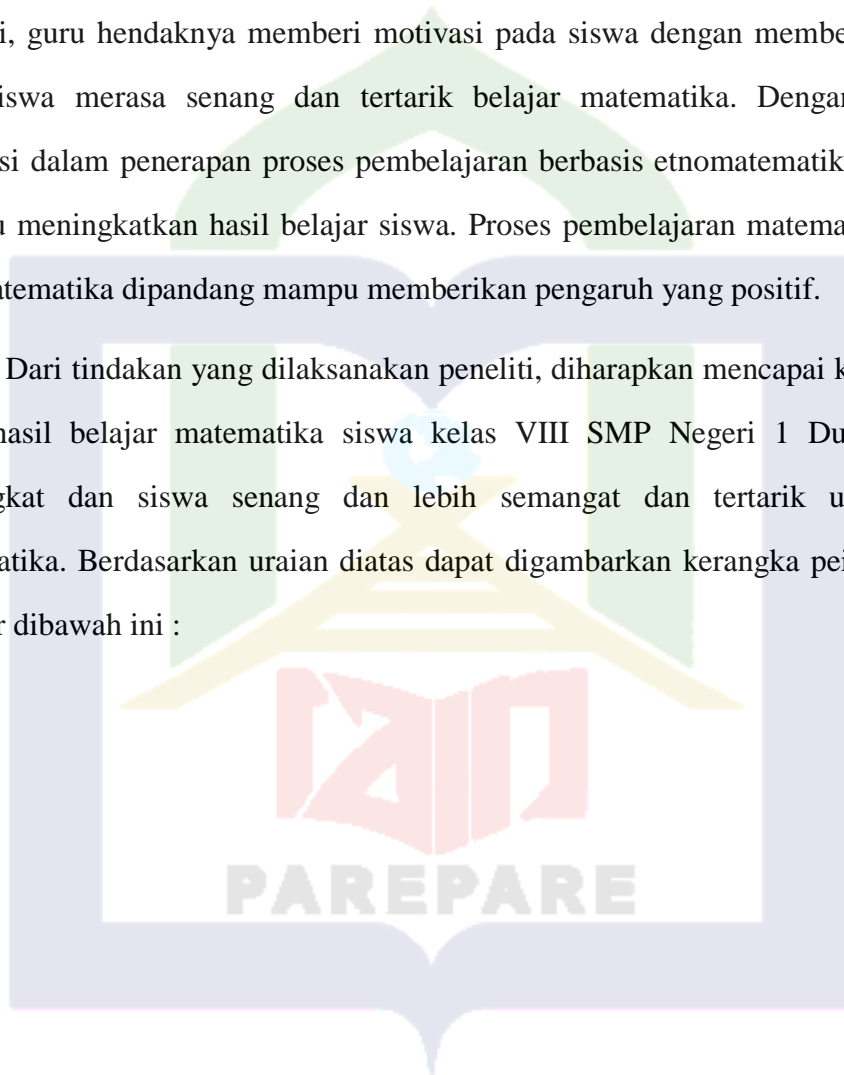 i, guru hendaknya memberi motivasi pada siswa dengan membe
iswa merasa senang dan tertarik belajar matematika. Dengan
si dalam penerapan proses pembelajaran berbasis etnomatematik
u meningkatkan hasil belajar siswa. Proses pembelajaran matema
atematika dipandang mampu memberikan pengaruh yang positif.
Dari tindakan yang dilaksanakan peneliti, diharapkan mencapai k
hasil belajar matematika siswa kelas VIII SMP Negeri 1 Du
gkat dan siswa senang dan lebih semangat dan tertarik u
atika. Berdasarkan uraian diatas dapat digambarkan kerangka pei
r dibawah ini :
iain
PAREPARE